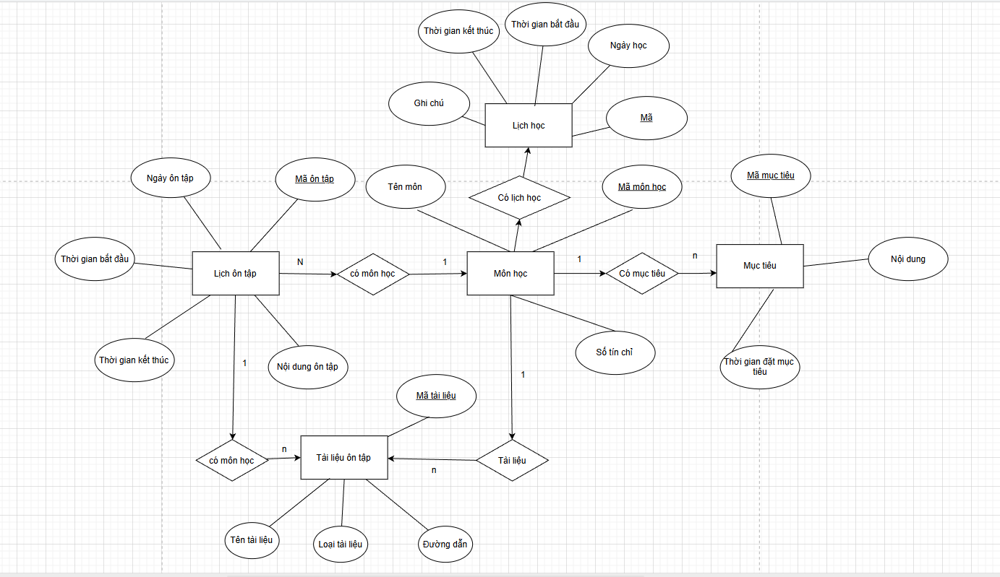 Thời gian kết thúc
Thời gian bắt đầu
Ngày học
Ghi chú
Lịch học
Mã
Ngày ôn tập
Mã ôn tập
Tên môn
Có lịch học
Mã môn học
Mã mục tiêu
Thời gian bắt đầu
Lịch ôn tập
N
có môn học
1
Môn học
1
Có mục tiêu
n
Mục tiêu
Nội dung
Thời gian kết thúc
1
Nội dung ôn tập
Số tín chỉ
Thời gian đặt mục
tiêu
1
Mã tài liệu
có môn học
n
Tài liệu ôn tập
n
Tài liệu
Tên tài liệu
Loại tài liệu
Đường dẫn